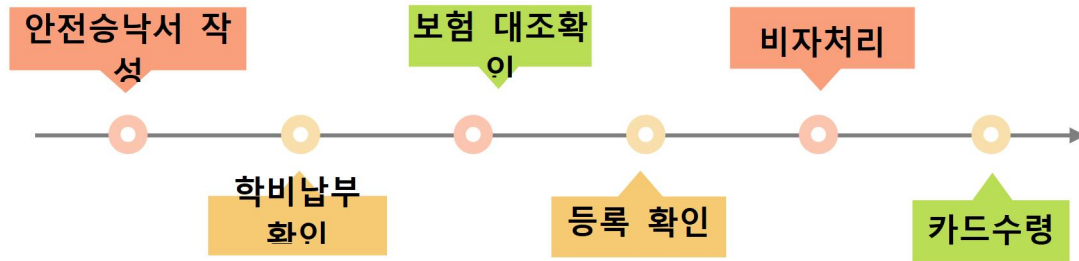 안전승낙서 작
성
학비납부
확인
보험 대조확
인
등록 확인
비자처리
카드수령